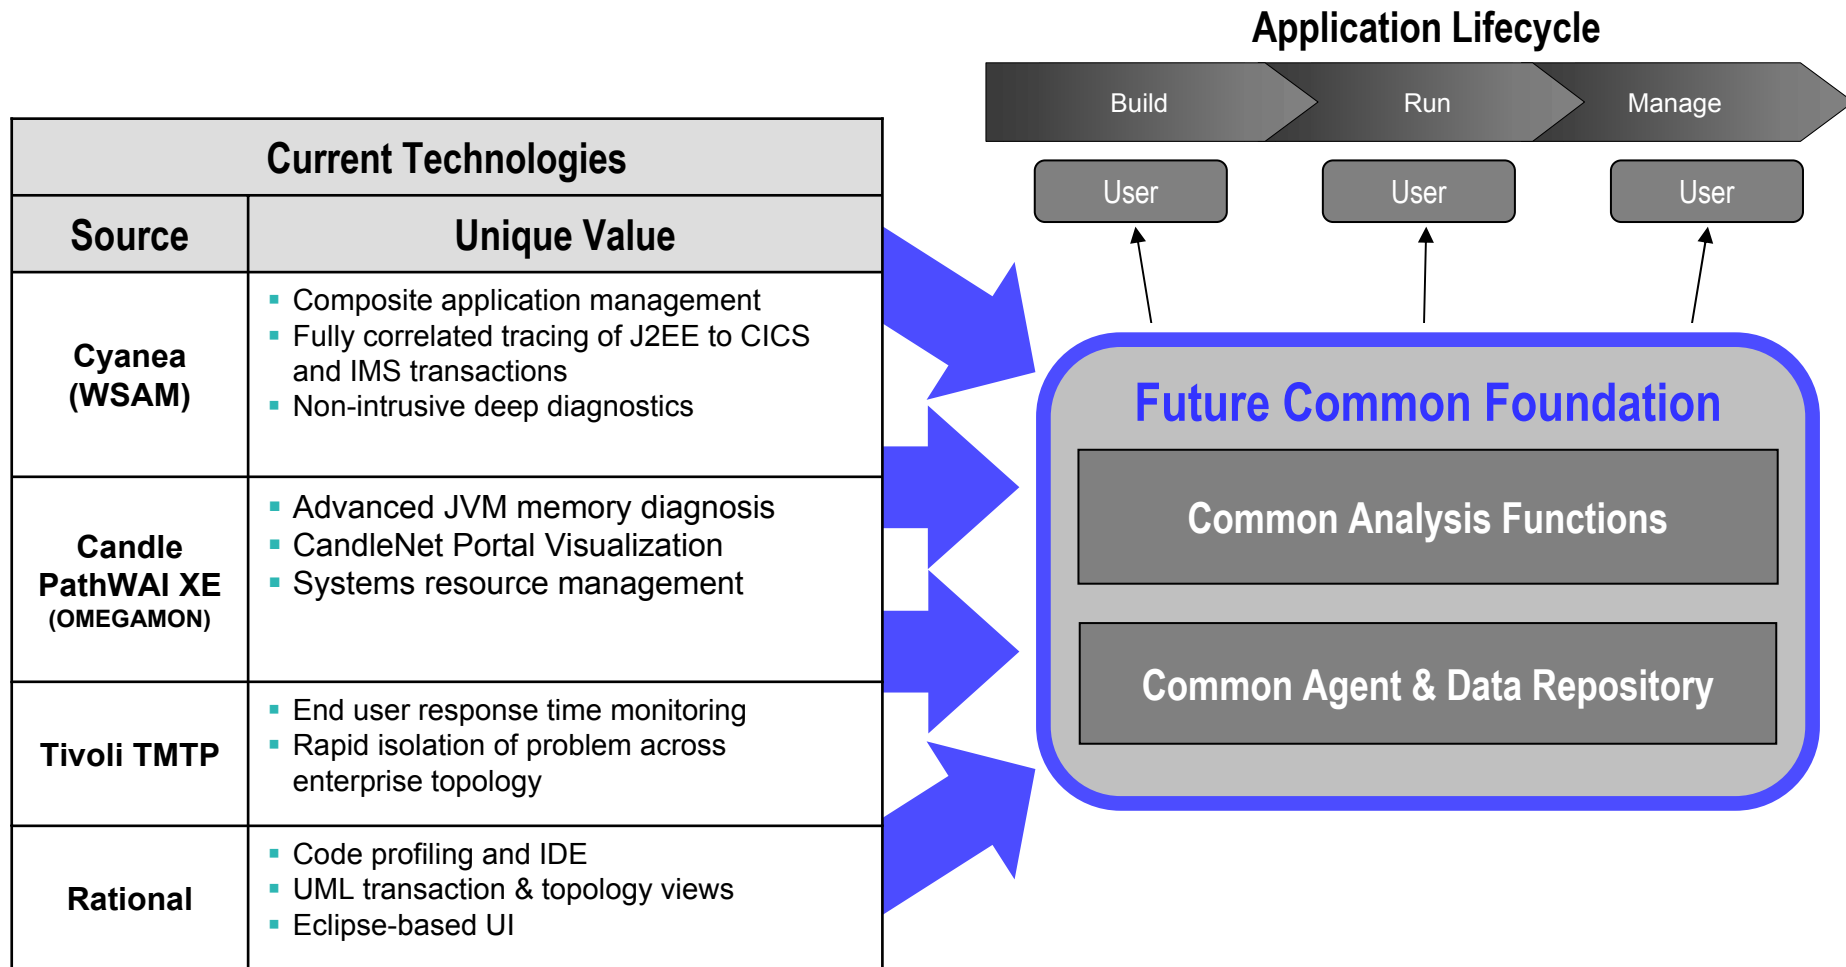 Application Lifecycle
Build
Run
Manage
User
User
User
Current Technologies
Source
Unique Value
Cyanea
(WSAM)
Composite application management
Fully correlated tracing of J2EE to CICS
and IMS transactions
Non-intrusive deep diagnostics
Candle
PathWAI XE
(OMEGAMON)
Advanced JVM memory diagnosis
CandleNet Portal Visualization
Systems resource management
Tivoli TMTP
End user response time monitoring
Rapid isolation of problem across
enterprise topology
Rational
Code profiling and IDE
UML transaction & topology views
Eclipse-based UI
Future Common Foundation
Common Analysis Functions
Common Agent & Data Repository